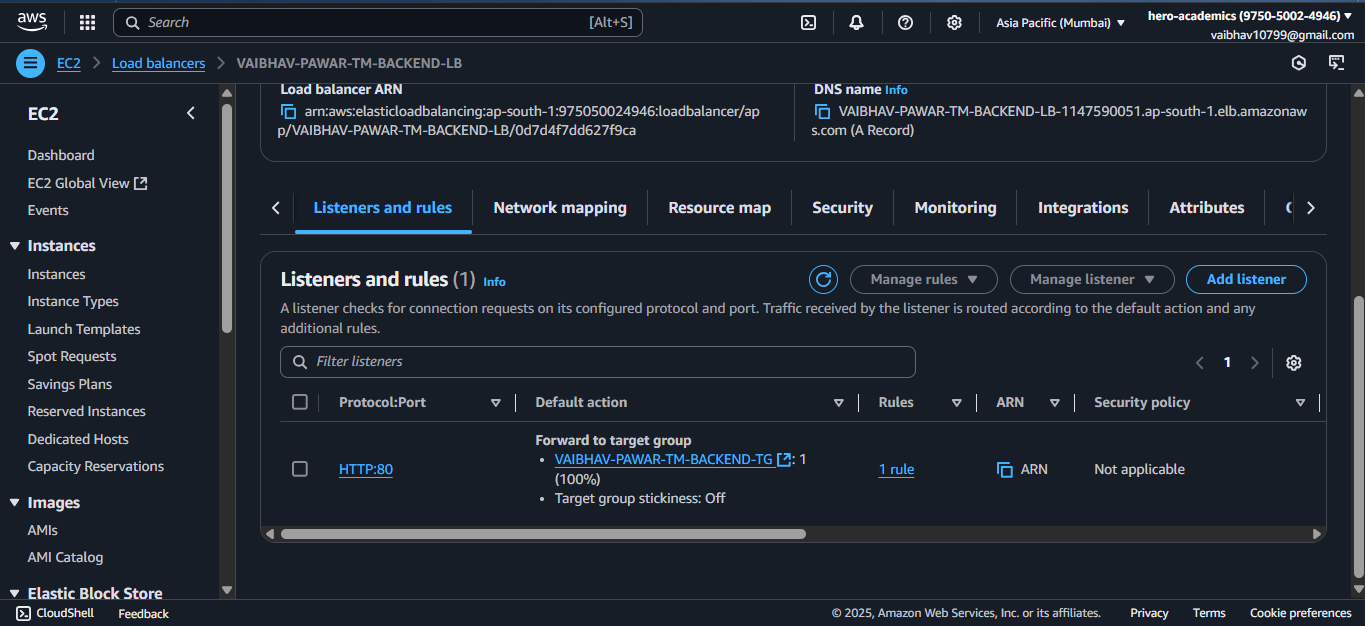 aws
Search
[Alt+S]
Asia Pacific (Mumbai)
hero-academics (9750-5002-4946)
vaibhav10799@gmail.com
EC2
Load balancers
VAIBHAV-PAWAR-TM-BACKEND-LB
EC2
Dashboard
EC2 Global View
Events
Instances
Instances
Instance Types
Launch Templates
Spot Requests
Savings Plans
Reserved Instances
Dedicated Hosts
Capacity Reservations
Images
AMIs
AMI Catalog
Elastic Block Store
Load balancer ARN
arn:aws:elasticloadbalancing:ap-south-1:975050024946:loadbalancer/ap
p/VAIBHAV-PAWAR-TM-BACKEND-LB/0d7d4f7dd627f9ca
DNS name Info
VAIBHAV-PAWAR-TM-BACKEND-LB-1147590051.ap-south-1.elb.amazonaw
s.com (A Record)
Listeners and rules
Network mapping
Resource map
Security
Monitoring
Integrations
Attributes
Listeners and rules (1) Info
Manage rules
Manage listener
Add listener
A listener checks for connection requests on its configured protocol and port. Traffic received by the listener is routed according to the default action and any
additional rules.
Filter listeners
1
Protocol:Port
Default action
Rules
ARN
Security policy
HTTP:80
Forward to target group
• VAIBHAV-PAWAR-TM-BACKEND-TG : 1
(100%)
• Target group stickiness: Off
1 rule
ARN
Not applicable
CloudShell
Feedback
© 2025, Amazon Web Services, Inc. or its affiliates.
Privacy
Terms
Cookie preferences